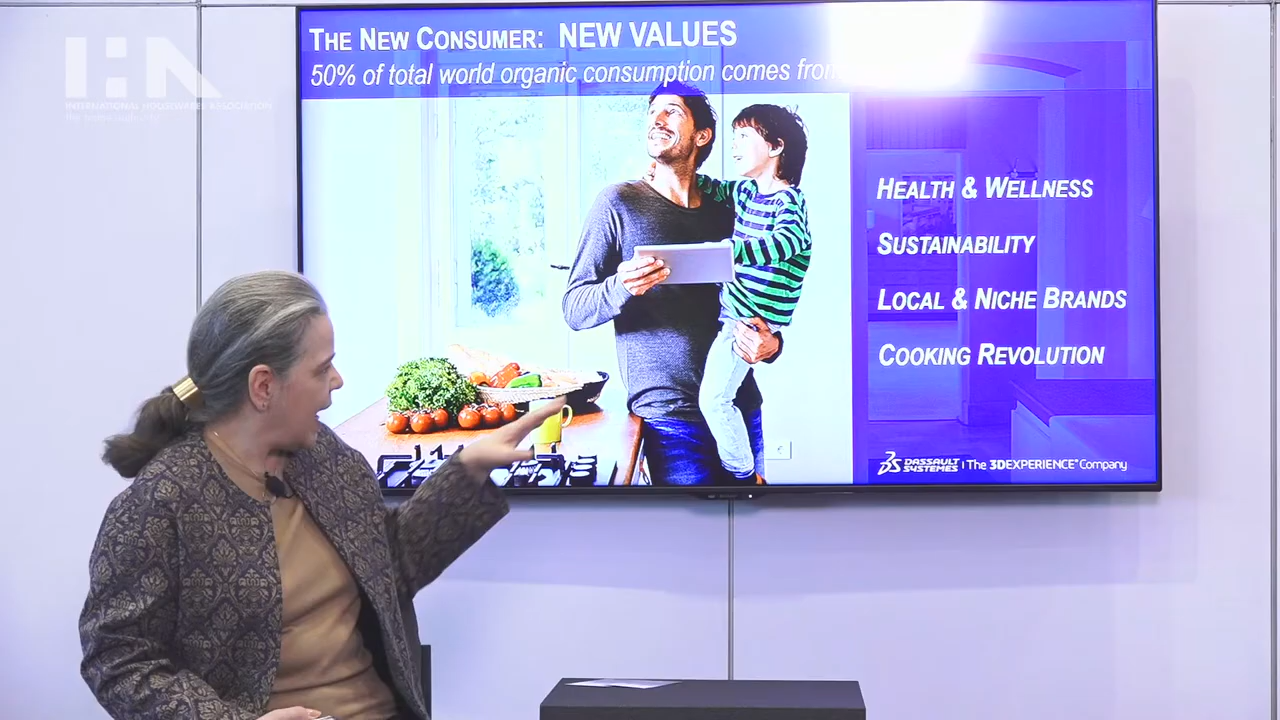 INTERNATIONAL HOUSEWARES ASSOCIATION
THE NEW CONSUMER: NEW VALUES
50% of total world organic consumption comes from
HEALTH & WELLNESS
SUSTAINABILITY
LOCAL & NICHE BRANDS
COOKING REVOLUTION
DASSAULT SYSTEMES | The 3DEXPERIENCE® Company